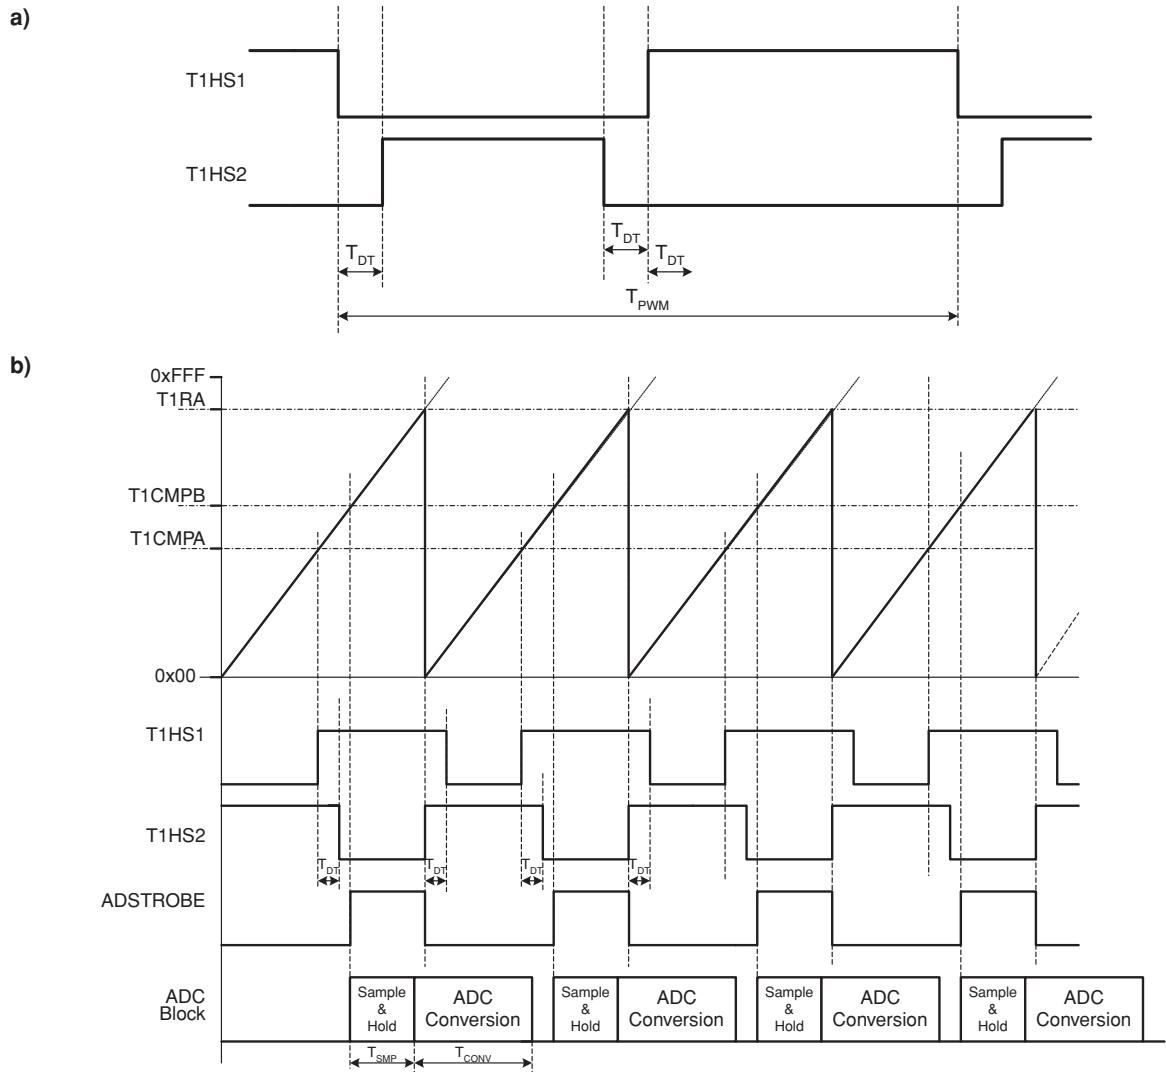 a)
T1HS1
T1HS2
TDT
TDT
TDT
TPWM
b)
0xFFF
T1RA
T1CMPB
T1CMPA
0x00
T1HS1
T1HS2
TDT
TDT
TDT
TDT
ADSTROBE
ADC
Block
Sample
&
Hold
ADC
Conversion
Sample
&
Hold
ADC
Conversion
Sample
&
Hold
ADC
Conversion
Sample
&
Hold
ADC
Conversion
TSMP
TCONV